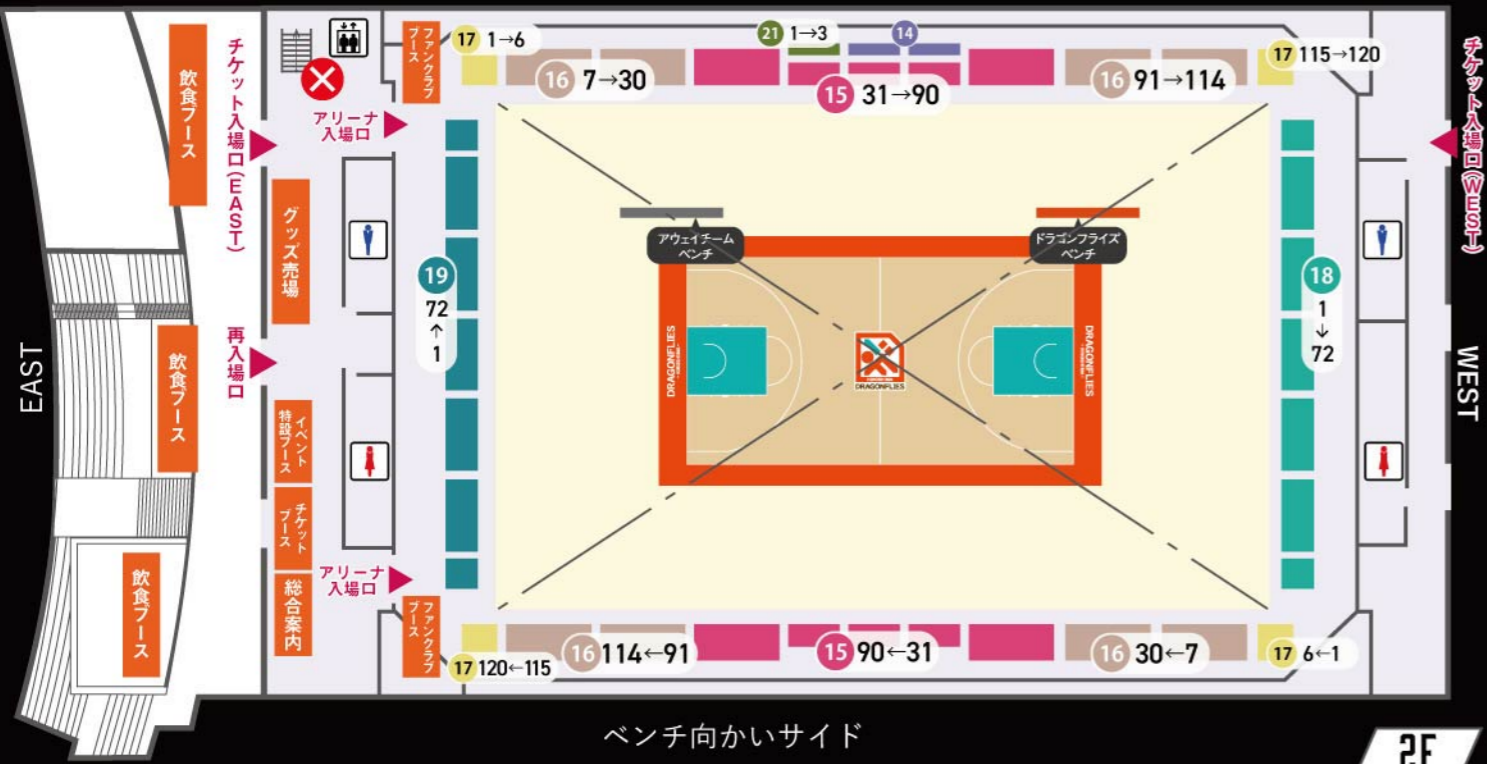 EAST
飲食ブース
飲食ブース
飲食ブース
チケット入場口(EAST)
再入場口
グッズ売場
イベント
特設ブース
チケット
ブース
総合案内
アリーナ
入場口
アリーナ
入場口
ファンクラブ
ブース
ファンクラブ
ブース
17 1→6
16 7→30
21 1→3
14
15 31→90
16 91→114
17 115→120
19
72
↑
1
アウェイチーム
ベンチ
ドラゴンフライズ
ベンチ
DRAGONFLIES
DRAGONFLIES
DRAGONFLIES
18
1
↓
72
チケット入場口(WEST)
WEST
17 120←115
16 114←91
15 90←31
16 30←7
17 6←1
ベンチ向かいサイド
2F